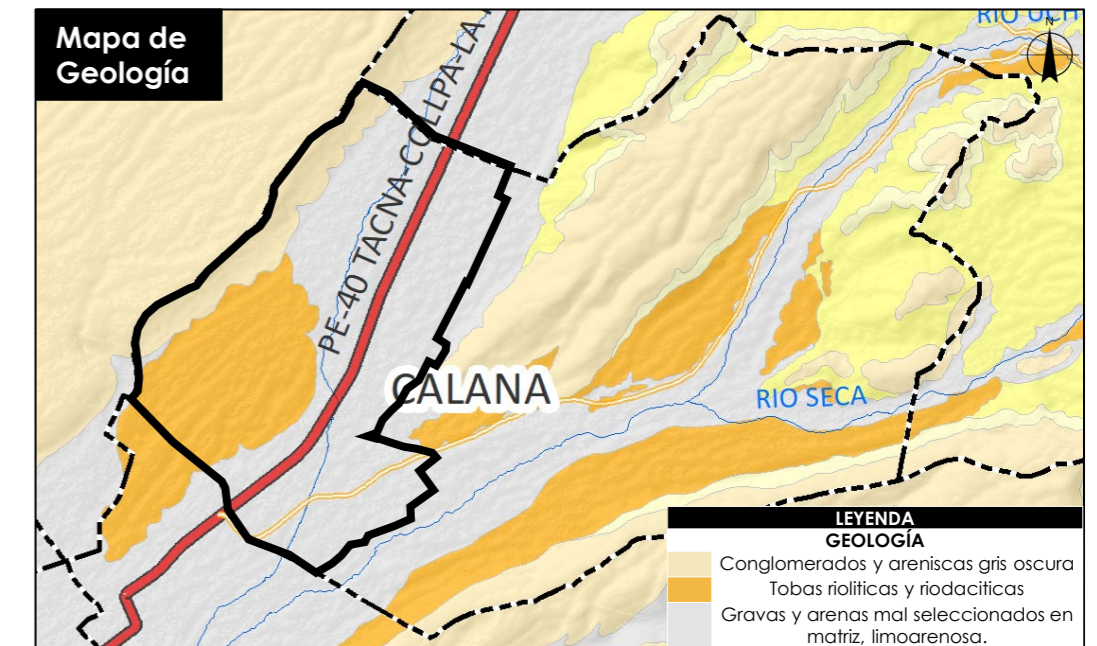 Mapa de
Geología
RIO UCH
N
PE-40 TACNA-COLLPA-LA
CALANA
RIO SECA
LEYENDA
GEOLOGÍA
Conglomerados y areniscas gris oscura
Tobas rioliticas y riodaciticas
Gravas y arenas mal seleccionados en
matriz, limoarenosa.